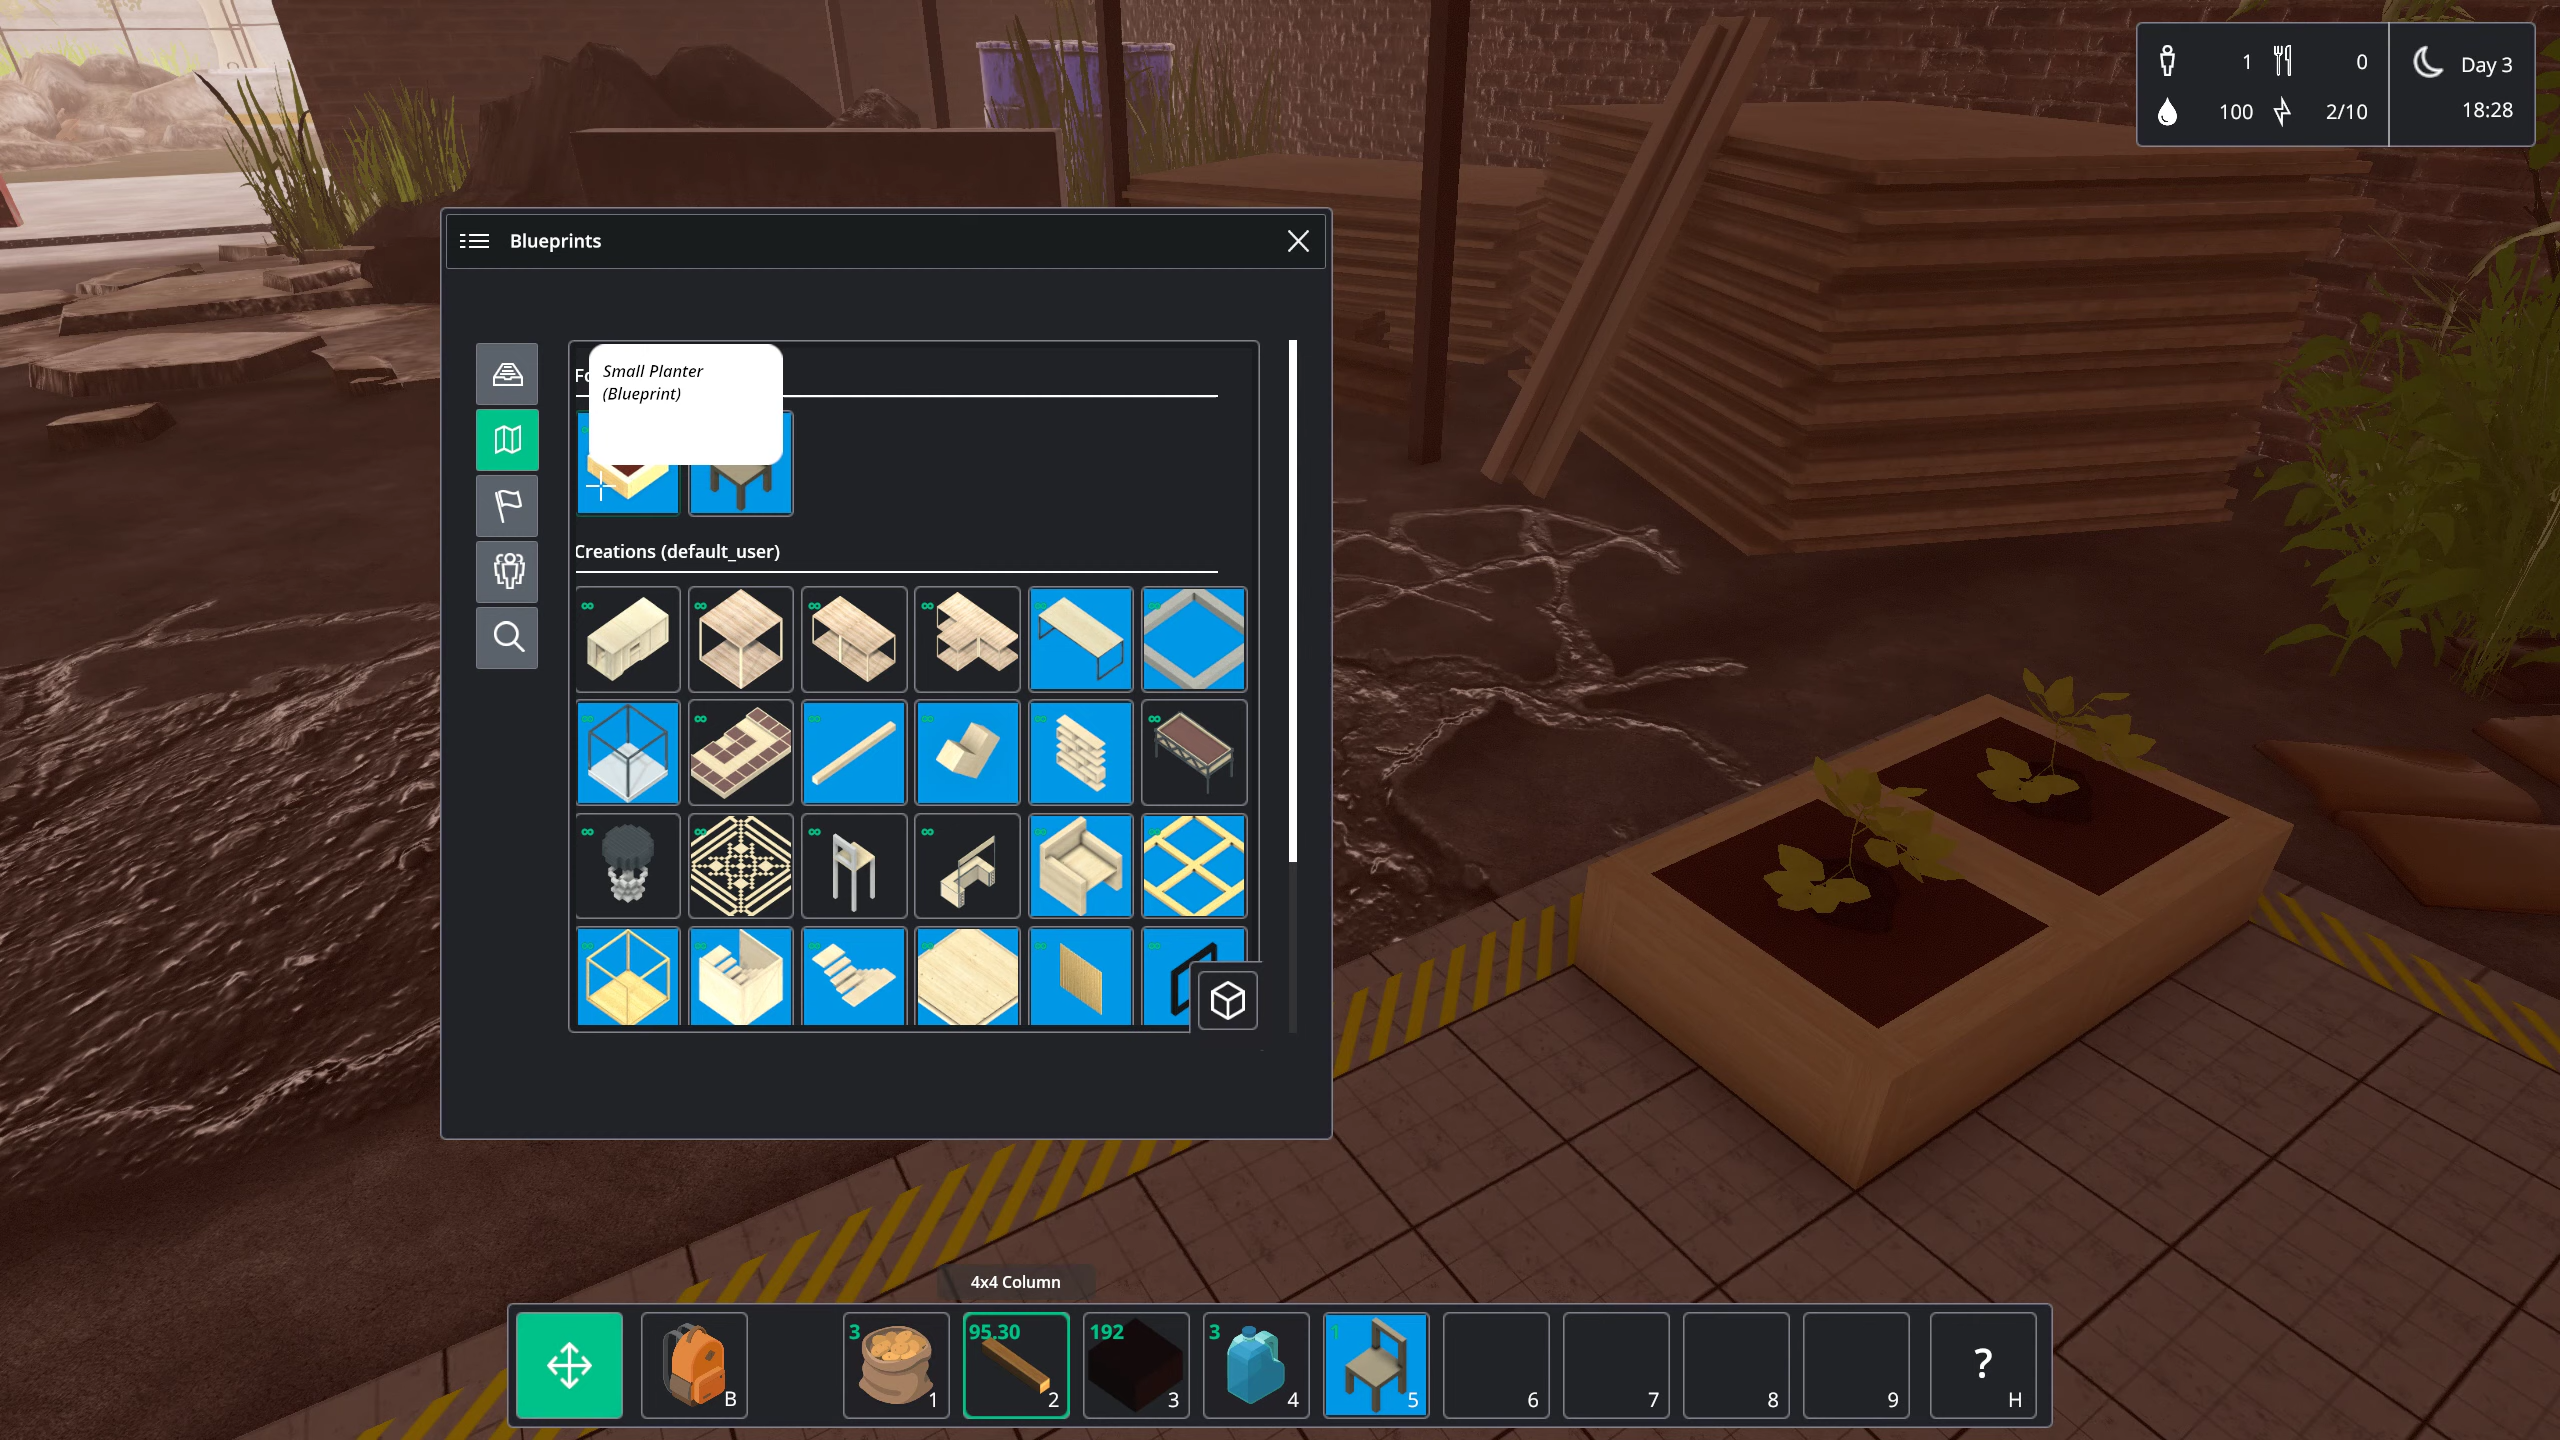 1 0 Day 3
100 2/10 18:28
Blueprints
Fo
Small Planter
(Blueprint)
Creations (default_user)
4x4 Column
3 95.30 192 3 1
B 1 2 3 4 5 6 7 8 9 ? H